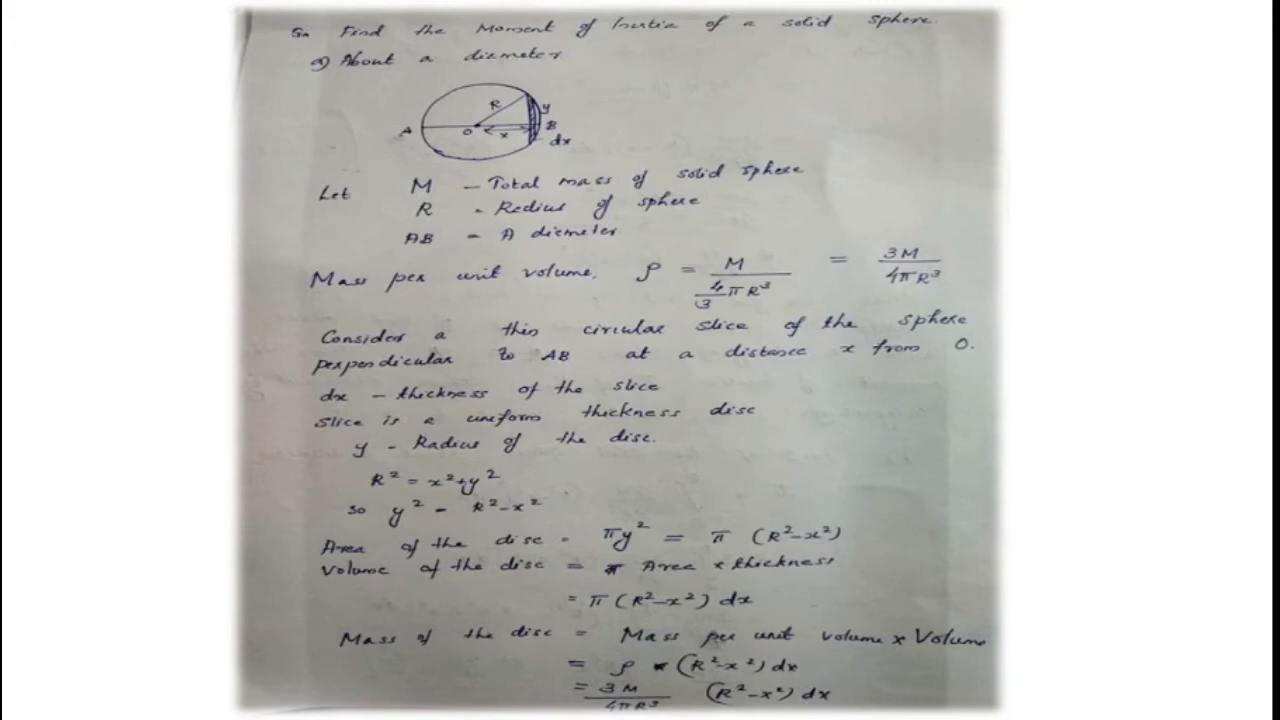 5. Find the Moment of Inertia of a solid sphere.
a) About a diameter
R
y
A
O
x
B
dx
Let M - Total mass of solid sphere
R - Radius of sphere
AB - A diameter
Mass per unit volume, ρ = M / (4/3 πR³) = 3M / 4πR³
Consider a thin circular slice of the sphere
perpendicular to AB at a distance x from O.
dx - thickness of the slice
Slice is a uniform thickness disc
y - Radius of the disc.
R² = x²+y²
so y² = R²-x²
Area of the disc = πy² = π (R²-x²)
Volume of the disc = Area × thickness
= π (R²-x²) dx
Mass of the disc = Mass per unit volume × Volume
= ρ (R²-x²) dx
= 3M / 4πR³ (R²-x²) dx